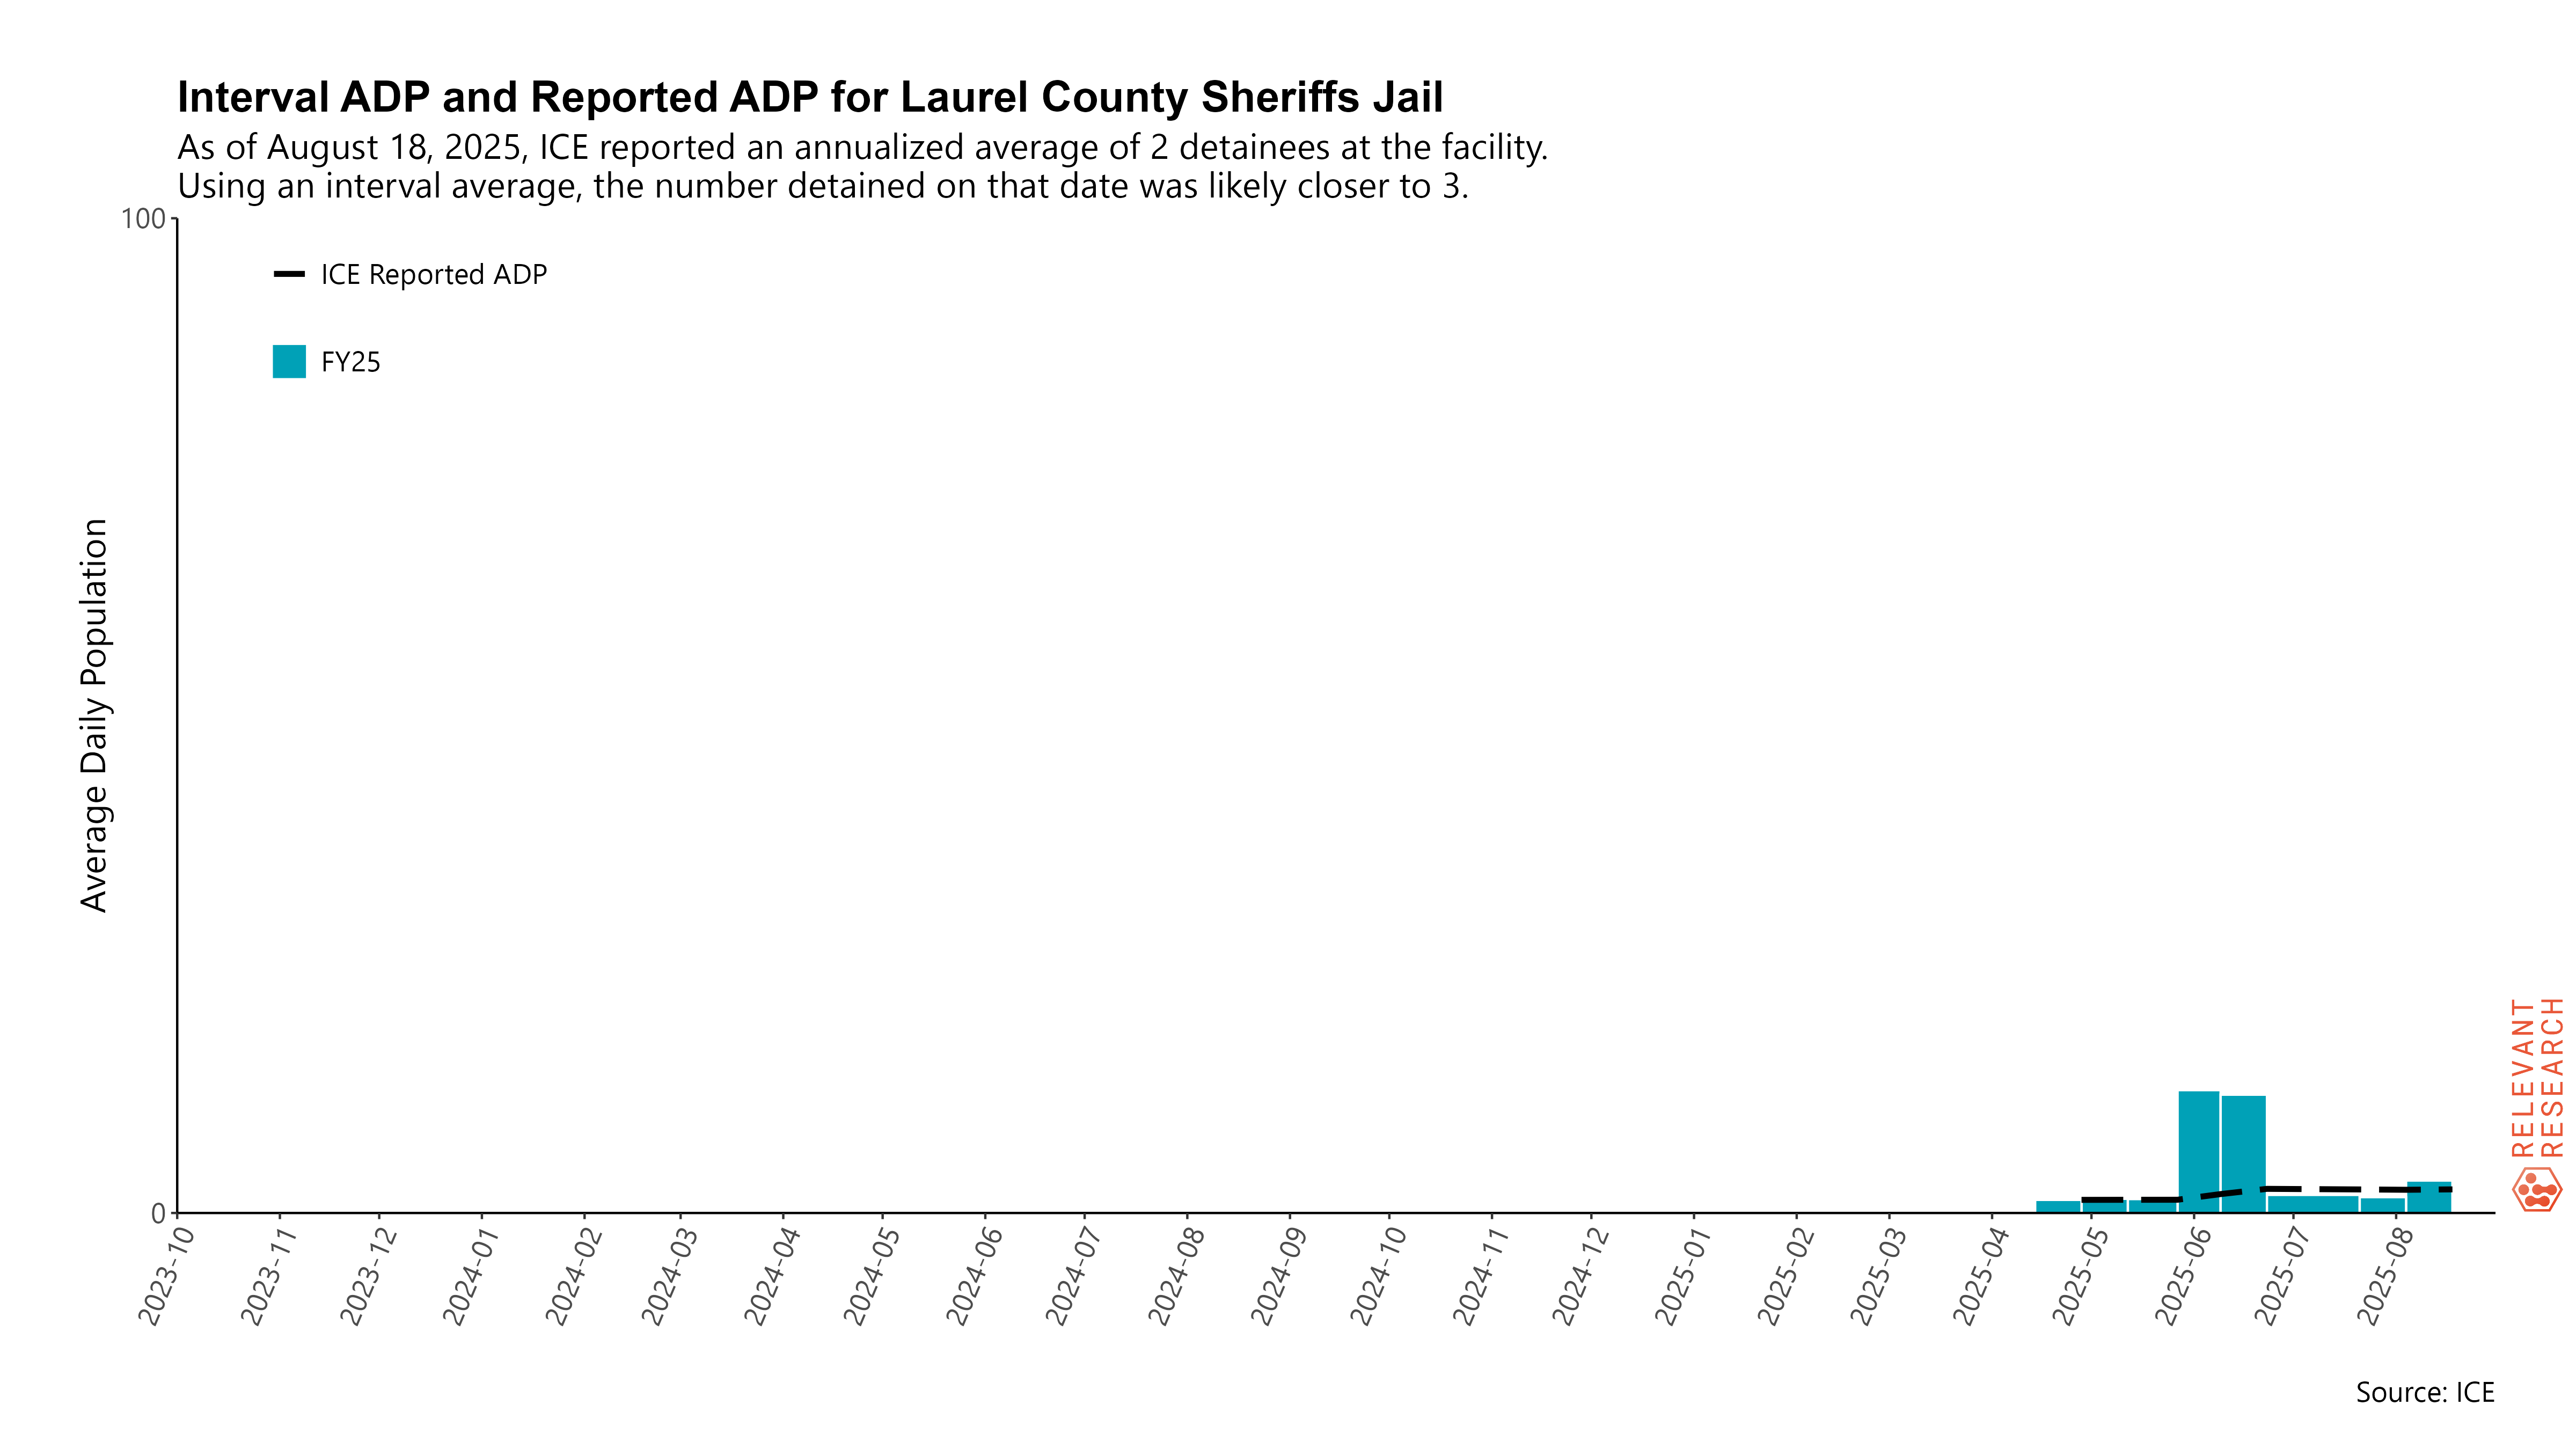 Interval ADP and Reported ADP for Laurel County Sheriffs Jail
As of August 18, 2025, ICE reported an annualized average of 2 detainees at the facility.
Using an interval average, the number detained on that date was likely closer to 3.
100
ICE Reported ADP
FY25
Average Daily Population
0
2023-10
2023-11
2023-12
2024-01
2024-02
2024-03
2024-04
2024-05
2024-06
2024-07
2024-08
2024-09
2024-10
2024-11
2024-12
2025-01
2025-02
2025-03
2025-04
2025-05
2025-06
2025-07
2025-08
RELEVANT
RESEARCH
Source: ICE